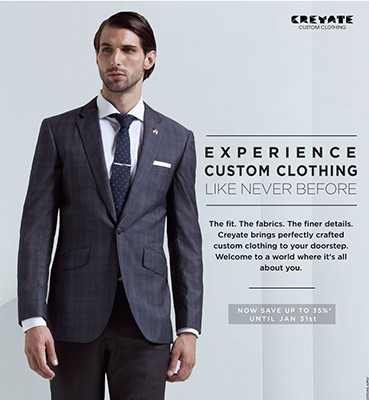 CREYATE
CUSTOM CLOTHING
EXPERIENCE
CUSTOM CLOTHING
LIKE NEVER BEFORE
The fit. The fabrics. The finer details.
Creyate brings perfectly crafted
custom clothing to your doorstep.
Welcome to a world where it's all
about you.
NOW SAVE UP TO 35%*
UNTIL JAN 31st